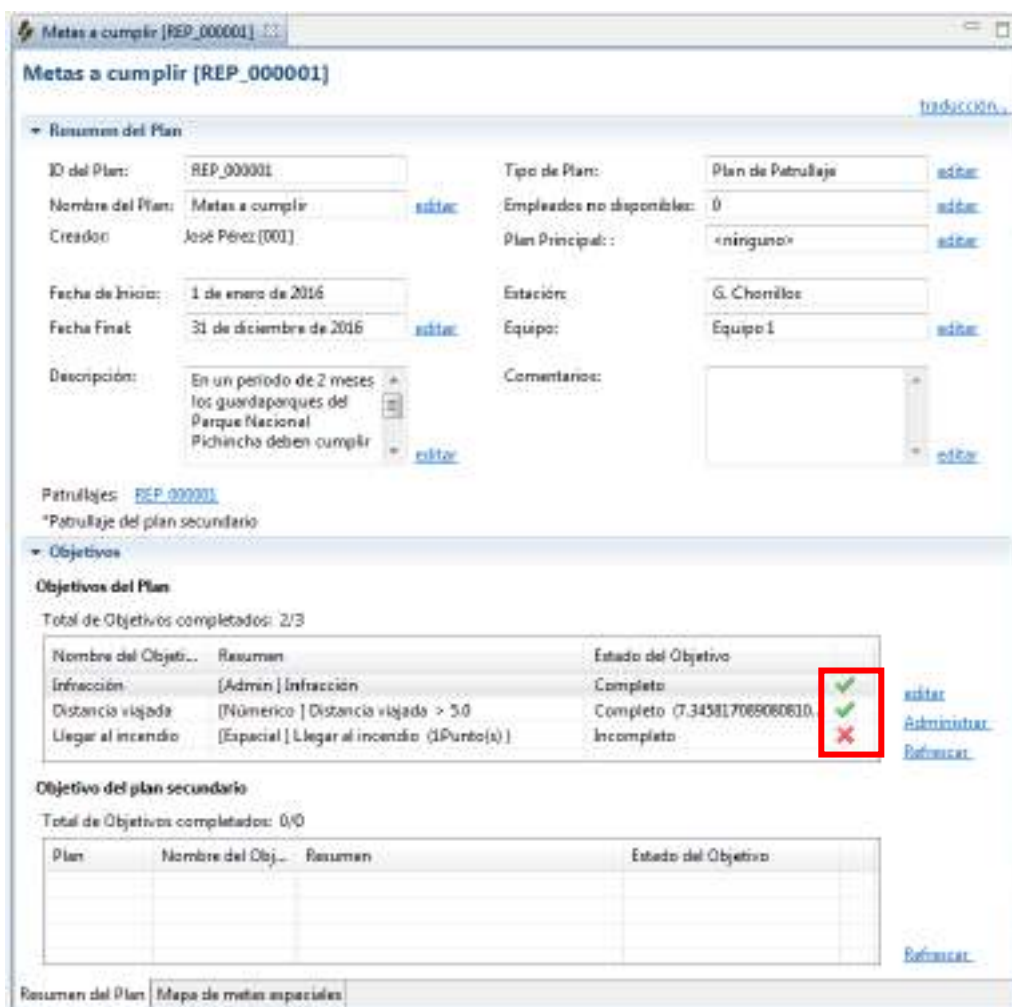 Metas a cumplir [REP_000001]
Metas a cumplir [REP_000001]
traducción...
Resumen del Plan
ID del Plan: REP_000001 Tipo de Plan: Plan de Patrullaje editar
Nombre del Plan: Metas a cumplir editar Empleados no disponibles: 0 editar
Creador: José Pérez [001] Plan Principal: : <ninguno> editar
Fecha de Inicio: 1 de enero de 2016 Estación: G. Chorrillos
Fecha Final: 31 de diciembre de 2016 editar Equipo: Equipo 1 editar
Descripción: En un periodo de 2 meses Comentarios:
los guardaparques del
Parque Nacional
Pichincha deben cumplir editar editar
Patrullajes REP_000001
*Patrullaje del plan secundario
Objetivos
Objetivos del Plan
Total de Objetivos completados: 2/3
Nombre del Objeti... Resumen Estado del Objetivo
Infracción [Admin ] Infracción Completo editar
Distancia viajada [Númerico ] Distancia viajada > 5.0 Completo (7.345817089080810... Administrar
Llegar al incendio [Espacial ] Llegar al incendio (1Punto(s) ) Incompleto Refrescar
Objetivo del plan secundario
Total de Objetivos completados: 0/0
Plan Nombre del Obj... Resumen Estado del Objetivo
Refrescar
Resumen del Plan Mapa de metas espaciales